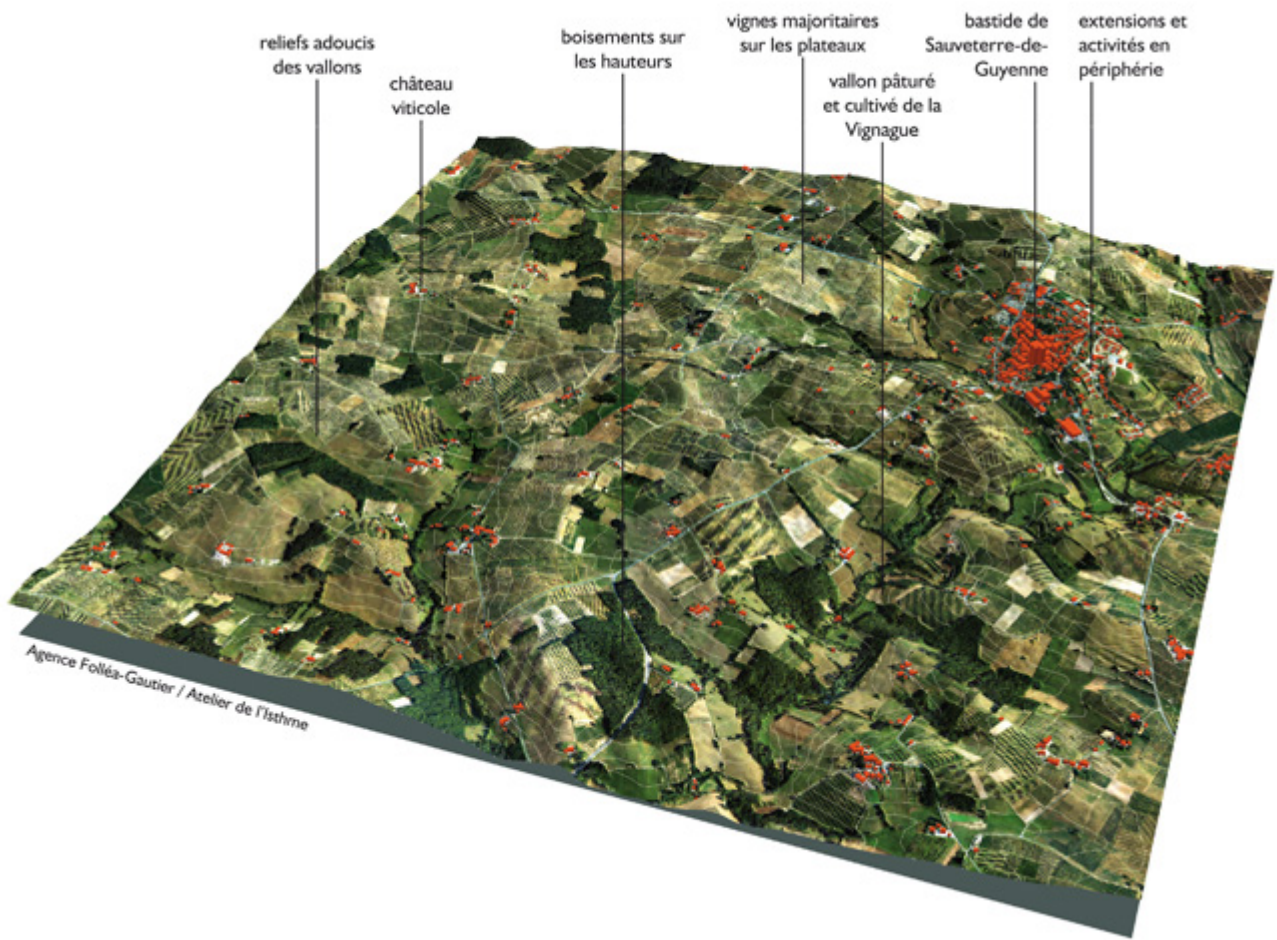 reliefs adoucis
des vallons
château
viticole
boisements sur
les hauteurs
vignes majoritaires
sur les plateaux
vallon pâturé
et cultivé de la
Vignague
bastide de
Sauveterre-de-
Guyenne
extensions et
activités en
périphérie
Agence Folléa-Gautier / Atelier de l'Isthme